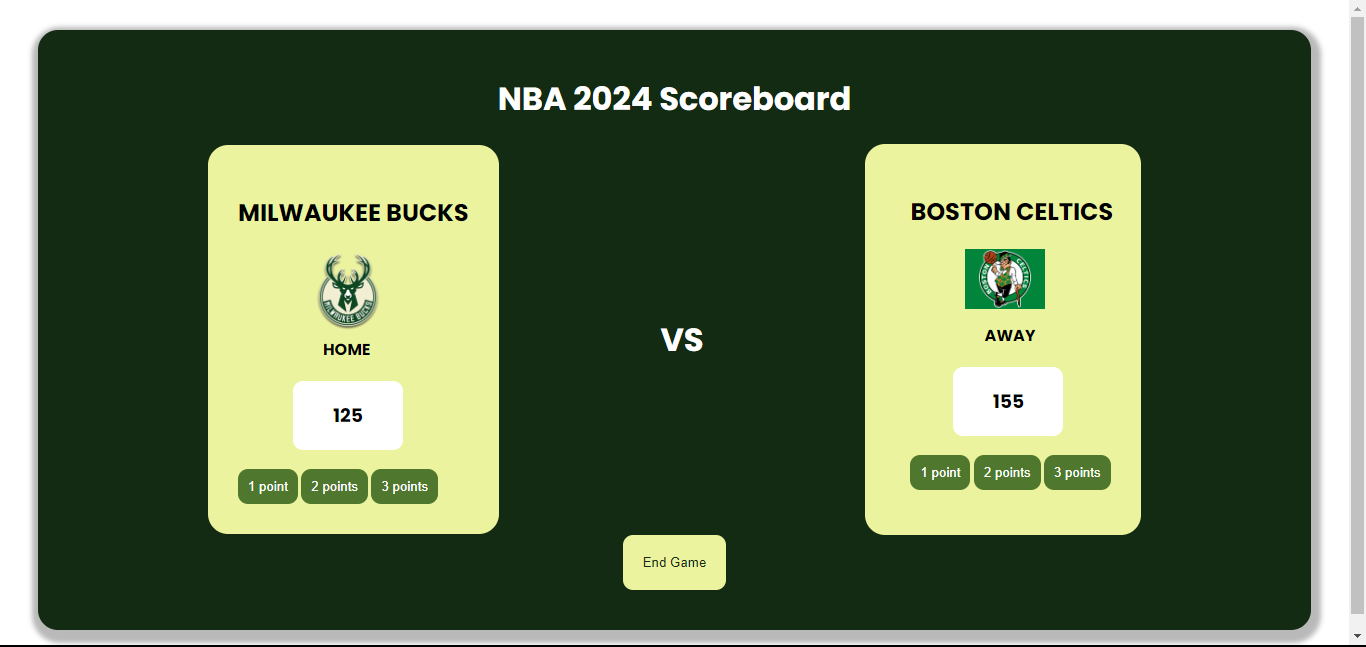 NBA 2024 Scoreboard
MILWAUKEE BUCKS
MILWAUKEE BUCKS
HOME
125
1 point 2 points 3 points
VS
BOSTON CELTICS
BOSTON CELTICS
AWAY
155
1 point 2 points 3 points
End Game